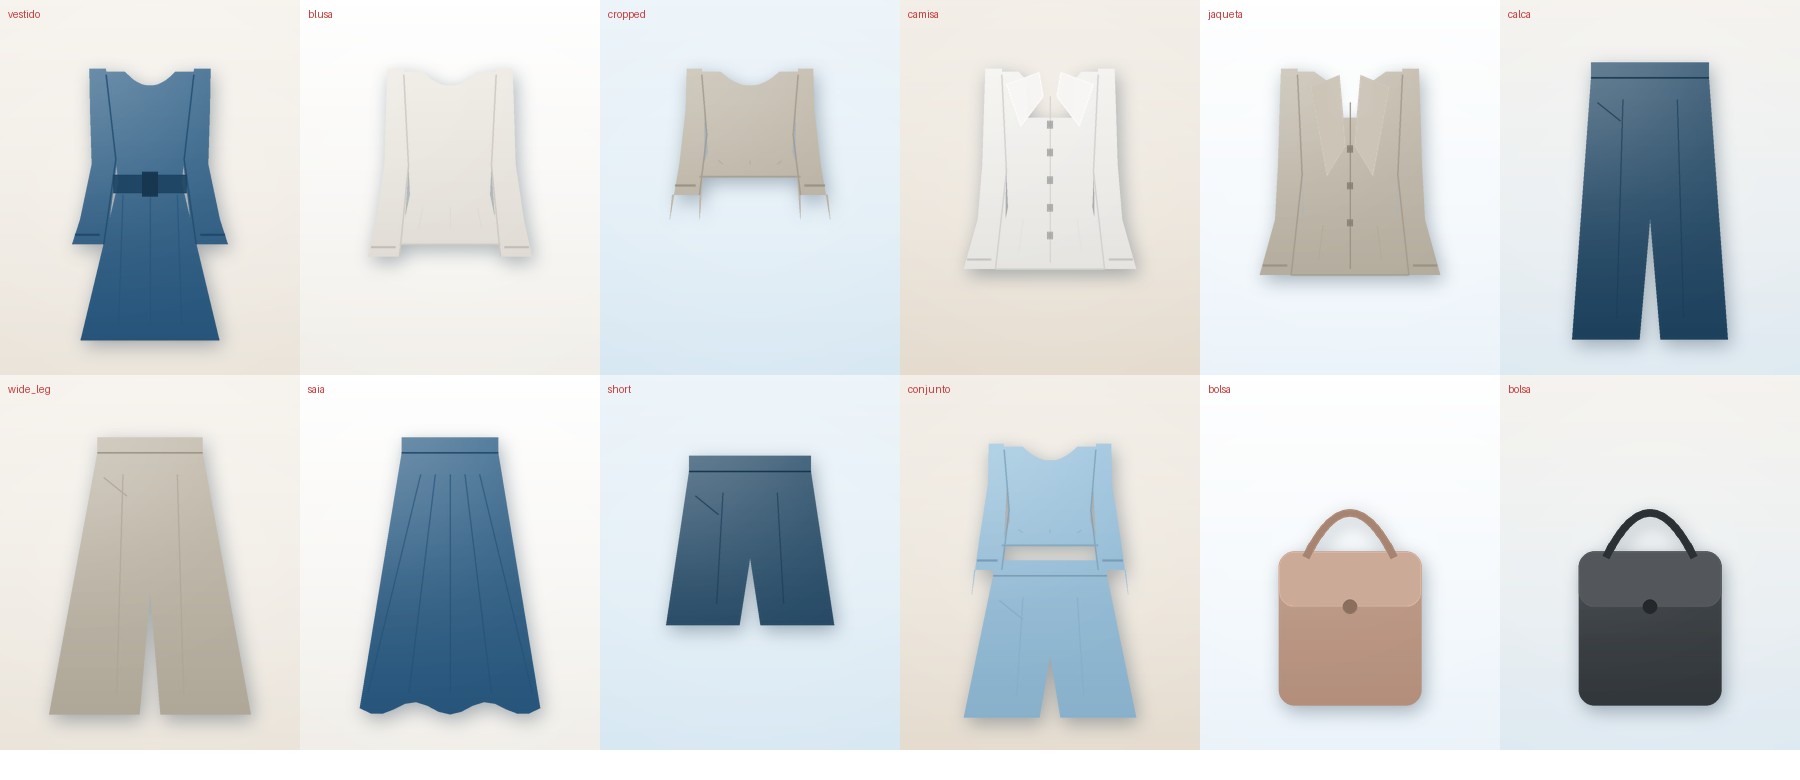 vestido
blusa
cropped
camisa
jaqueta
calca
wide_leg
saia
short
conjunto
bolsa
bolsa